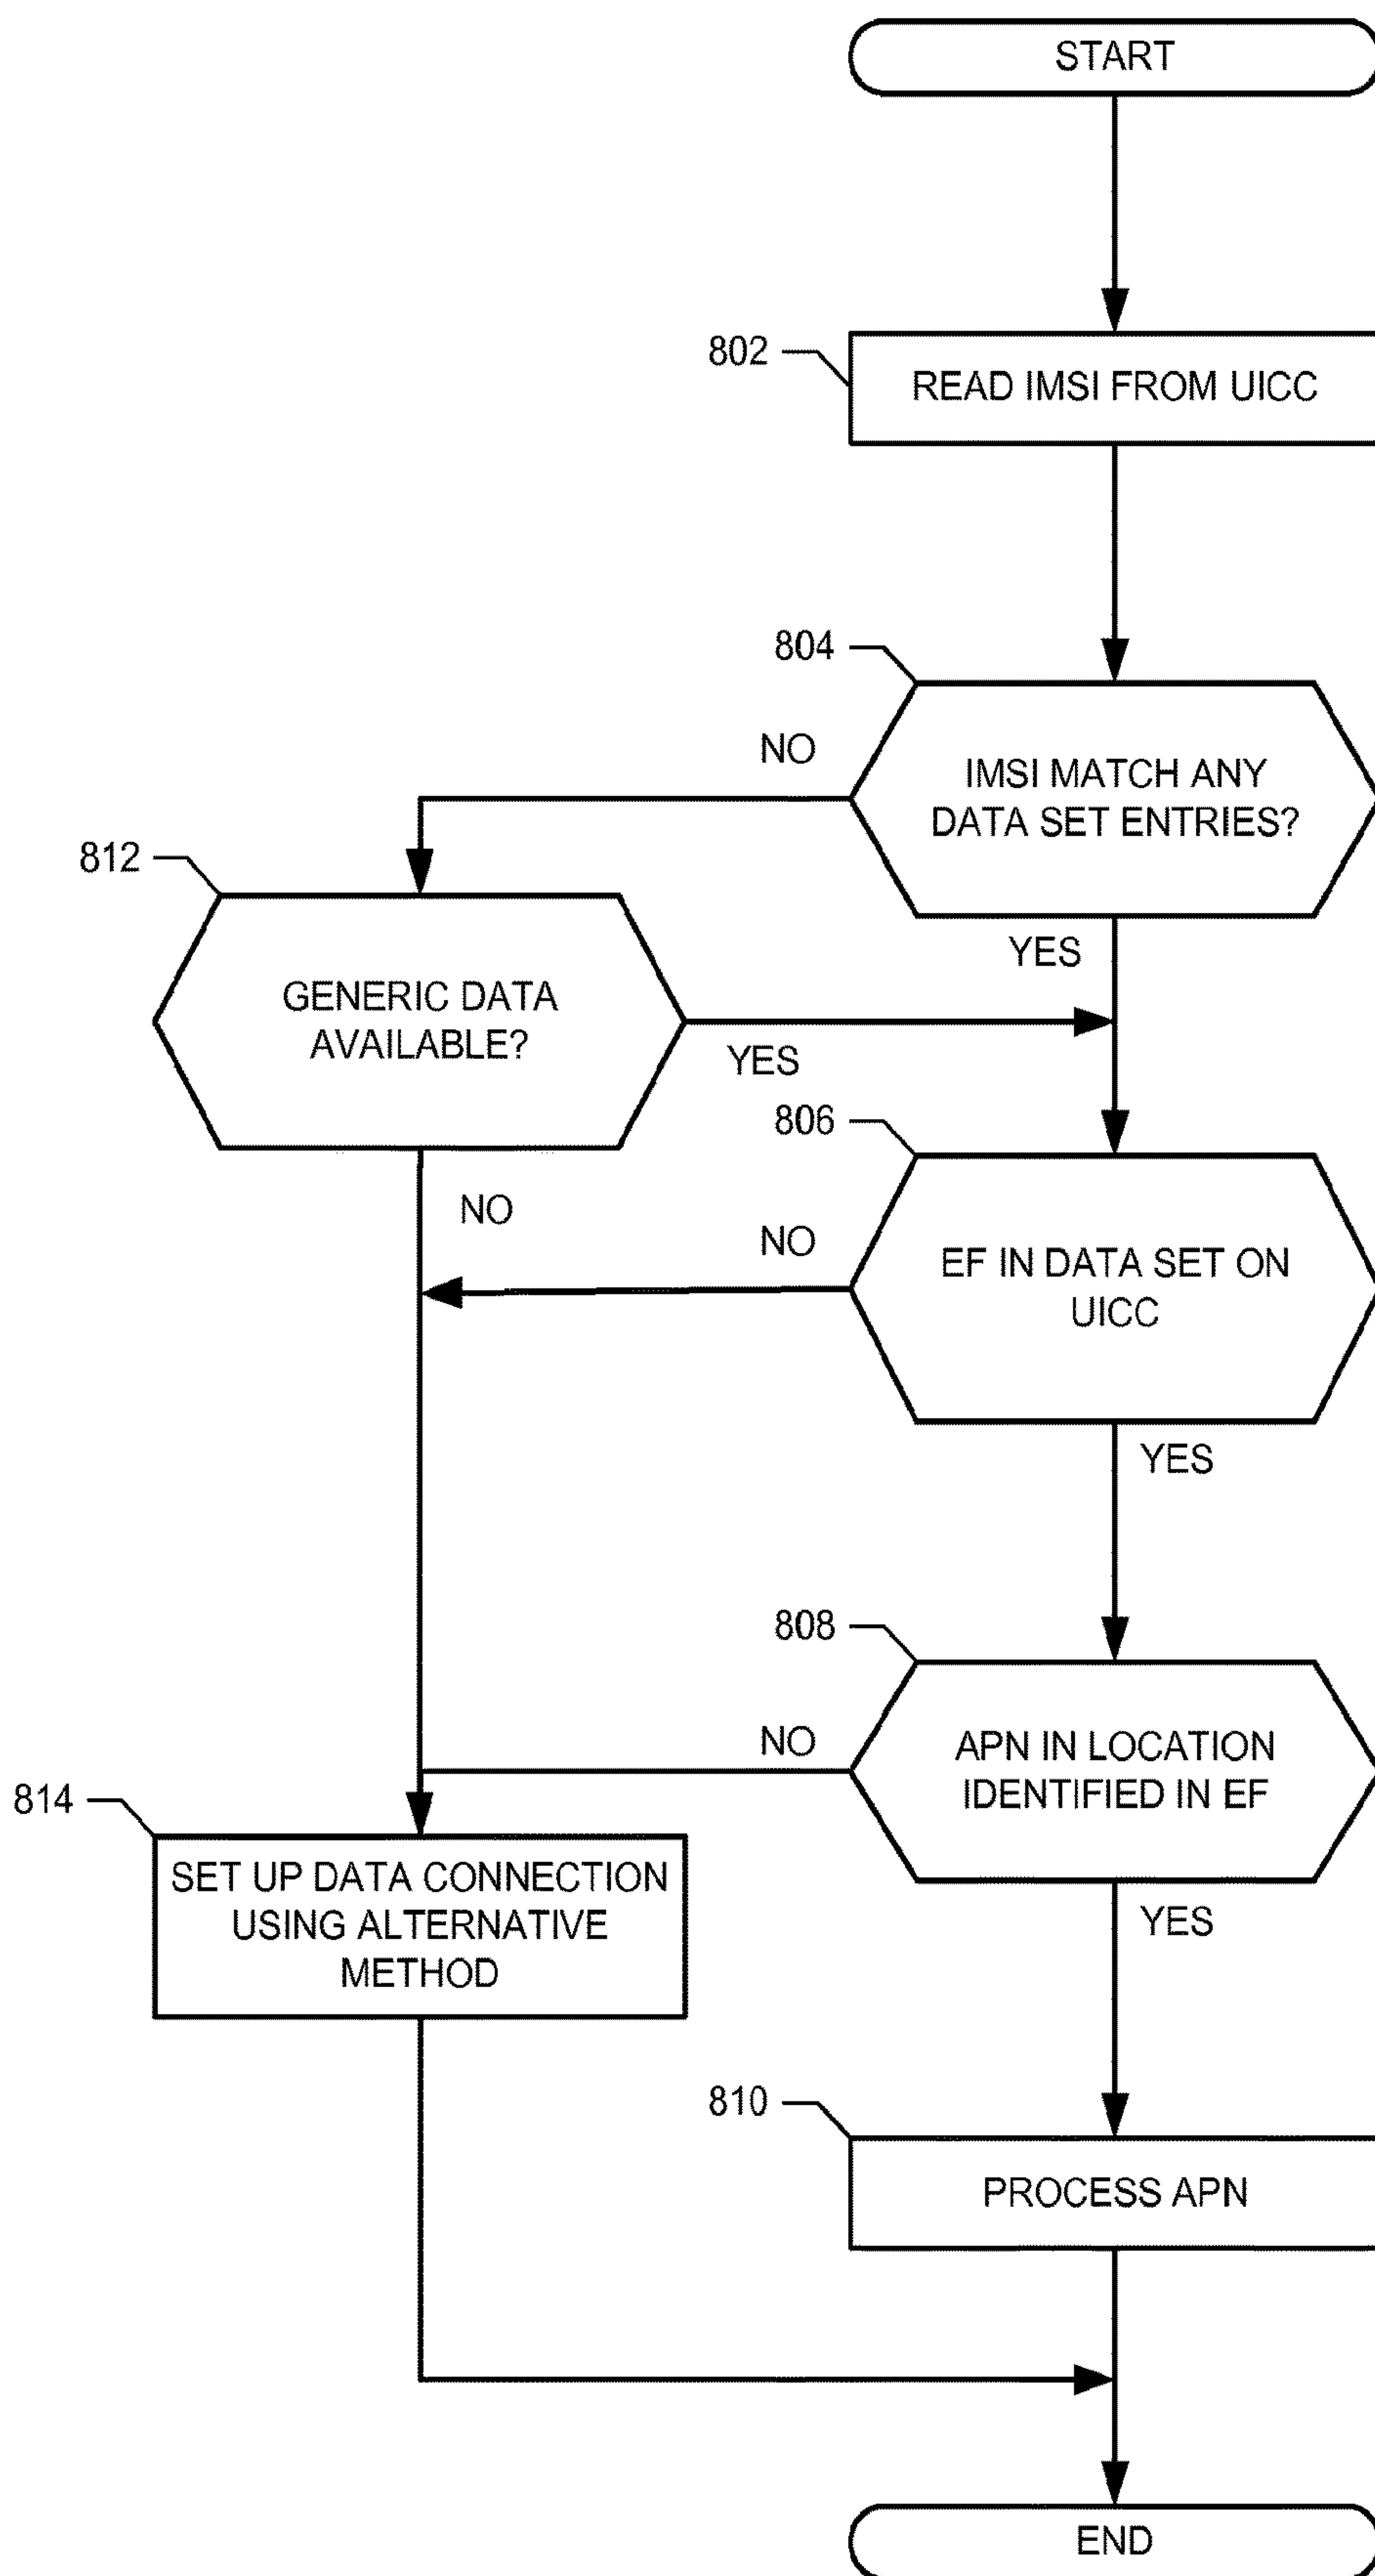 START
802
READ IMSI FROM UICC
804
NO
IMSI MATCH ANY
DATA SET ENTRIES?
812
YES
GENERIC DATA
AVAILABLE?
YES
806
NO
NO
EF IN DATA SET ON
UICC
YES
808
NO
APN IN LOCATION
IDENTIFIED IN EF
814
SET UP DATA CONNECTION
USING ALTERNATIVE
METHOD
YES
810
PROCESS APN
END